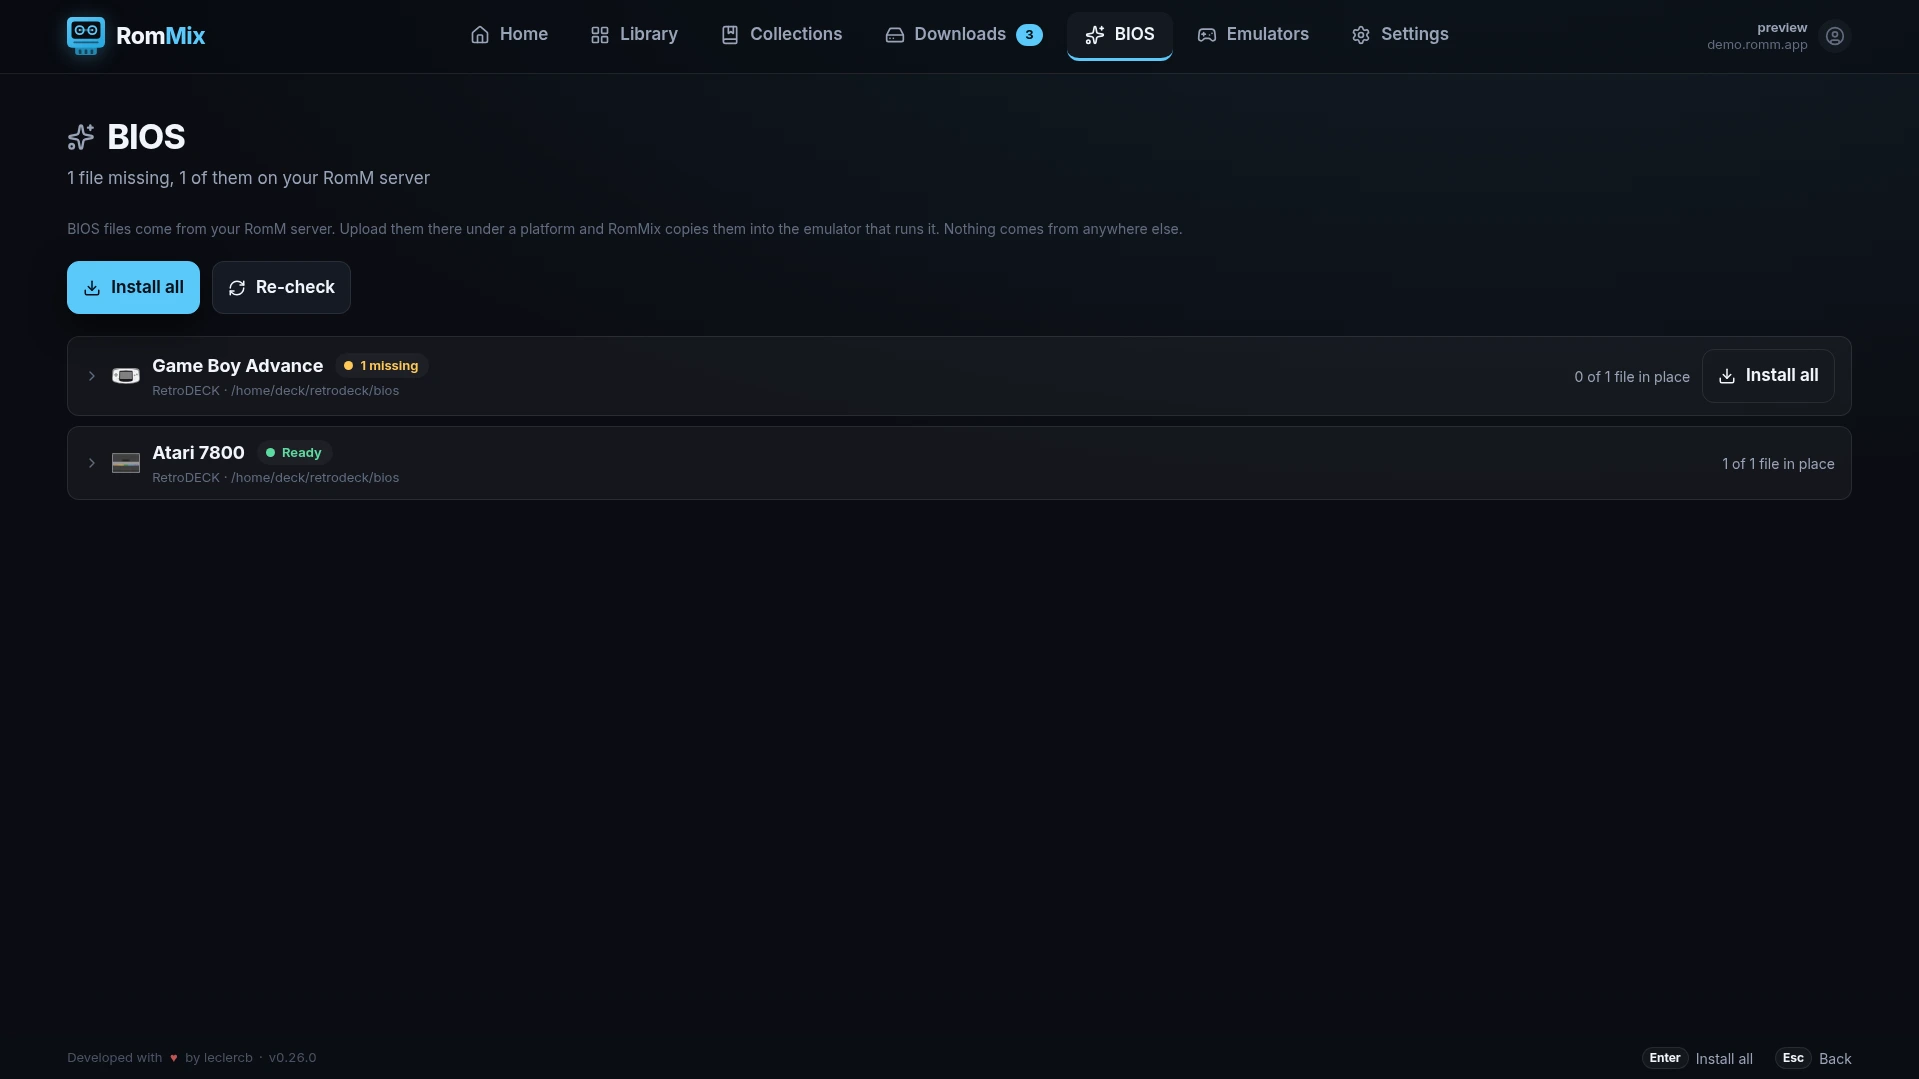 RomMix
Home
Library
Collections
Downloads 3
BIOS
Emulators
Settings
preview
demo.romm.app
BIOS
1 file missing, 1 of them on your RomM server
BIOS files come from your RomM server. Upload them there under a platform and RomMix copies them into the emulator that runs it. Nothing comes from anywhere else.
Install all
Re-check
Game Boy Advance
1 missing
RetroDECK · /home/deck/retrodeck/bios
0 of 1 file in place
Install all
Atari 7800
Ready
RetroDECK · /home/deck/retrodeck/bios
1 of 1 file in place
Developed with ♥ by leclercb · v0.26.0
Enter Install all
Esc Back